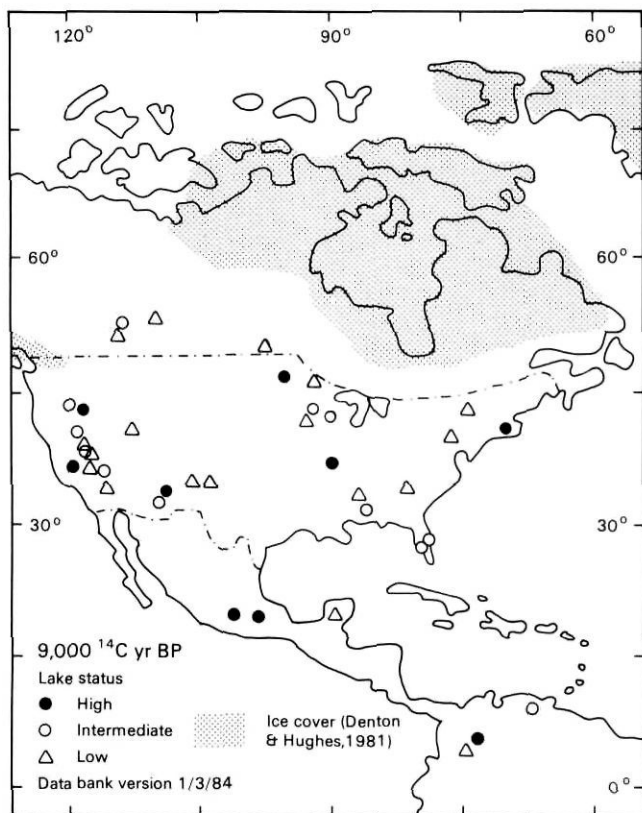 120° 90° 60°
60° 60°
30° 30°
9,000 ¹⁴C yr BP
Lake status
High
Intermediate
Low
Ice cover (Denton
& Hughes,1981)
Data bank version 1/3/84
0°